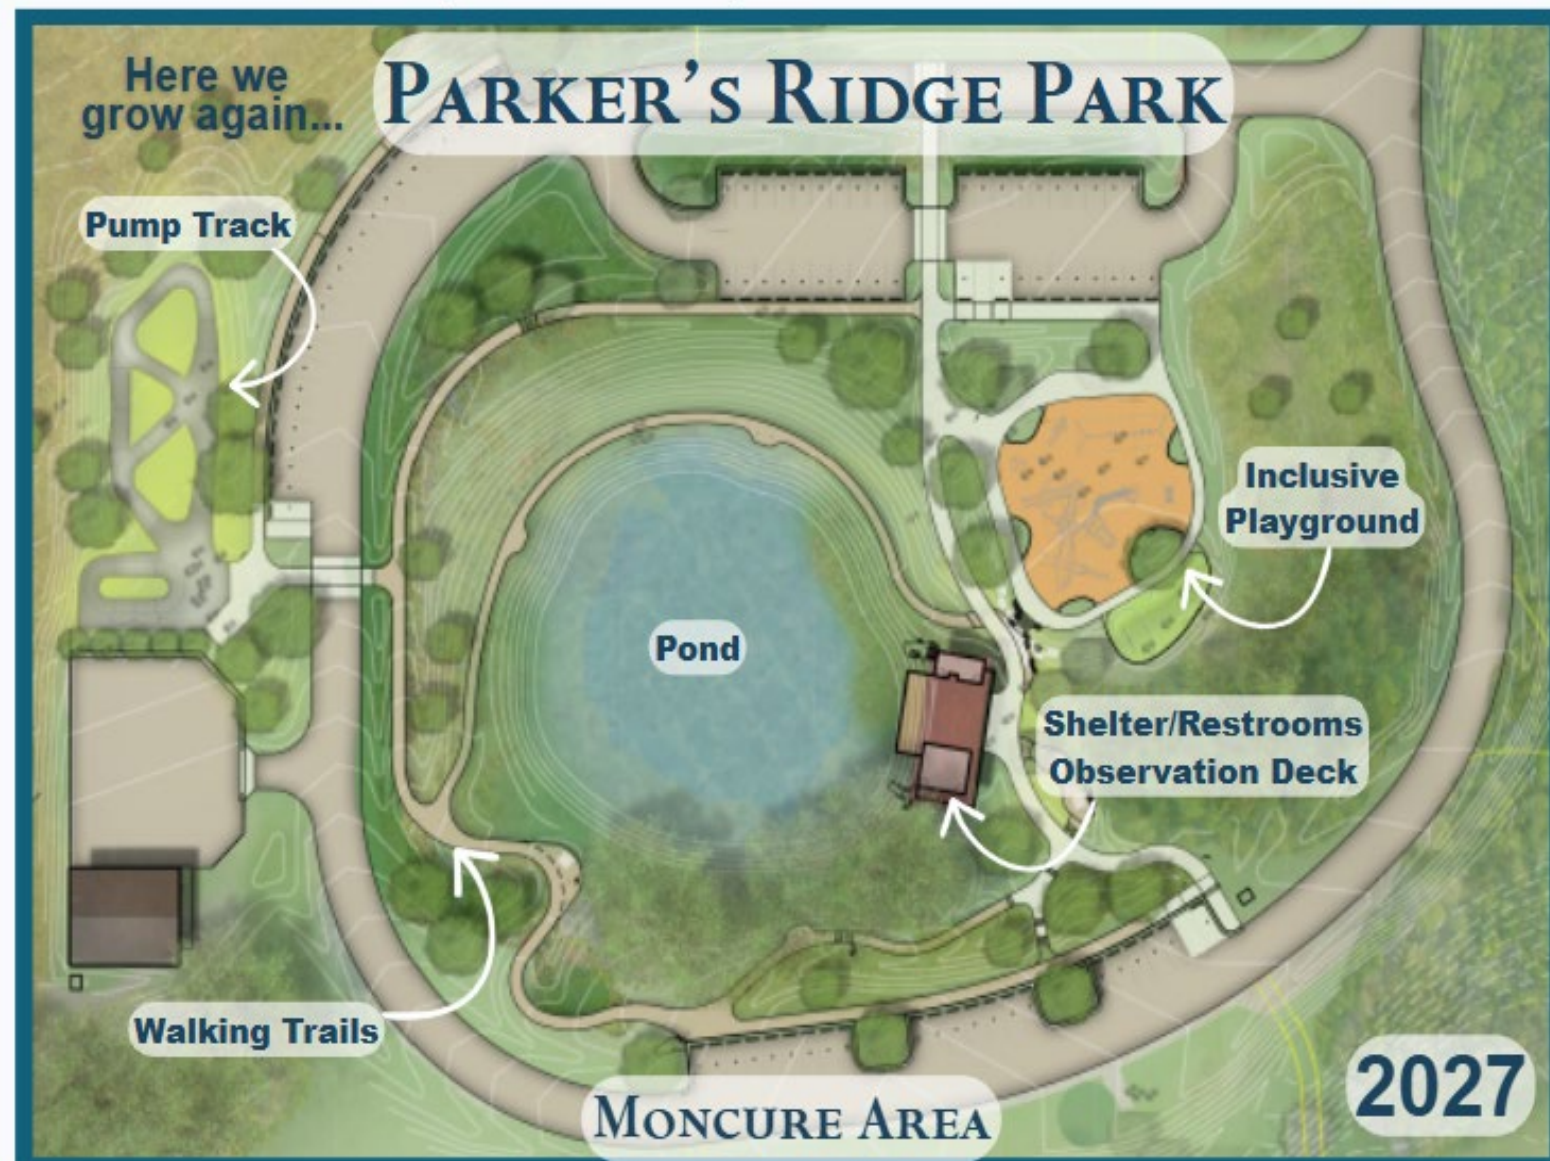 Here we
grow again...
PARKER'S RIDGE PARK
Pump Track
Inclusive
Playground
Pond
Shelter/Restrooms
Observation Deck
Walking Trails
MONCURE AREA
2027